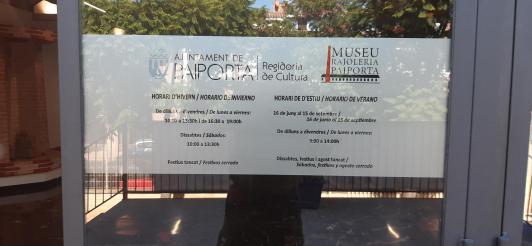 AJUNTAMENT DE
PAIPORTA
Regidoria
de Cultura
MUSEU
RAJOLERIA
PAIPORTA
HORARI D'HIVERN / HORARIO DE INVIERNO
De dilluns a divendres / De lunes a viernes:
10:30 a 13:30h i de 16:30 a 19:00h
Dissabtes / Sábados:
10:00 a 13:30h
Festius tancat / Festivos cerrado
HORARI DE D'ESTIU / HORARIO DE VERANO
16 de juny al 15 de setembre /
16 de junio al 15 de septiembre
De dilluns a divendres / De lunes a viernes:
9:00 a 14:00h
Dissabtes, festius i agost tancat /
Sábados, festivos y agosto cerrado